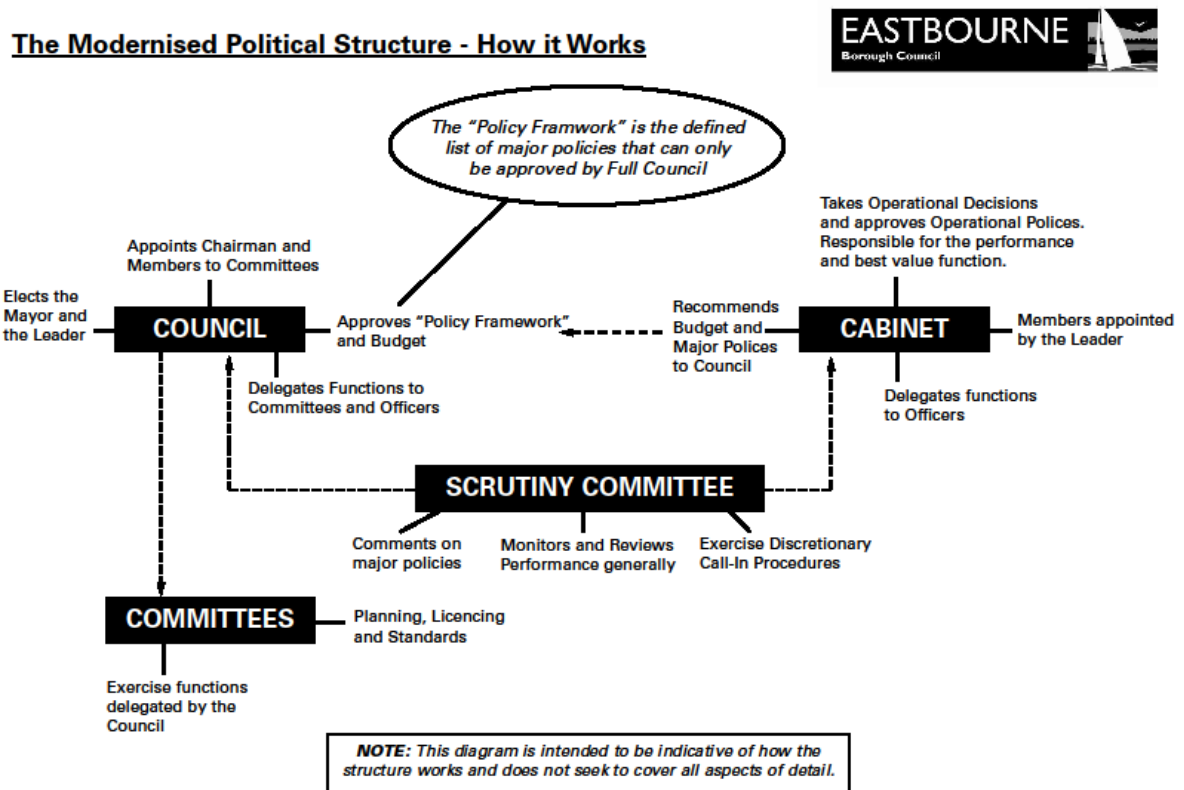 The Modernised Political Structure - How it Works
EASTBOURNE
Borough Council
The "Policy Framwork" is the defined
list of major policies that can only
be approved by Full Council
Takes Operational Decisions
and approves Operational Polices.
Responsible for the performance
and best value function.
Appoints Chairman and
Members to Committees
Elects the
Mayor and
the Leader
COUNCIL
Approves "Policy Framework"
and Budget
Recommends
Budget and
Major Polices
to Council
CABINET
Members appointed
by the Leader
Delegates Functions to
Committees and Officers
Delegates functions
to Officers
SCRUTINY COMMITTEE
Comments on
major policies
Monitors and Reviews
Performance generally
Exercise Discretionary
Call-In Procedures
COMMITTEES
Planning, Licencing
and Standards
Exercise functions
delegated by the
Council
NOTE: This diagram is intended to be indicative of how the
structure works and does not seek to cover all aspects of detail.